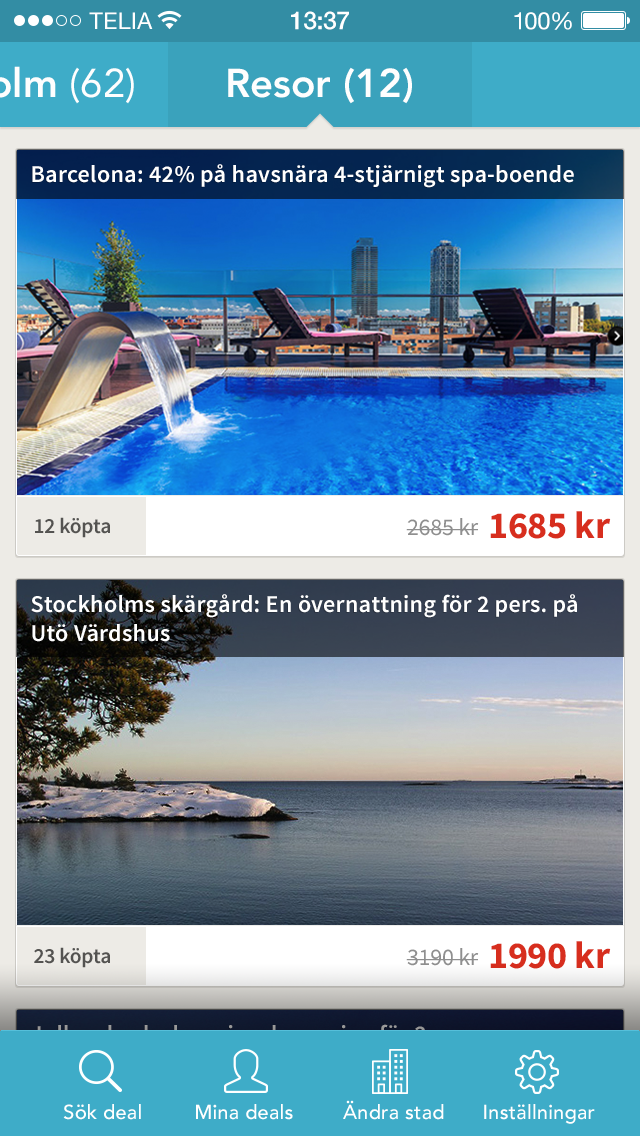 TELIA 13:37 100%
olm (62) Resor (12)
Barcelona: 42% på havsnära 4-stjärnigt spa-boende
12 köpta 2685 kr 1685 kr
Stockholms skärgård: En övernattning för 2 pers. på
Utö Värdshus
23 köpta 3190 kr 1990 kr
Sök deal Mina deals Ändra stad Inställningar